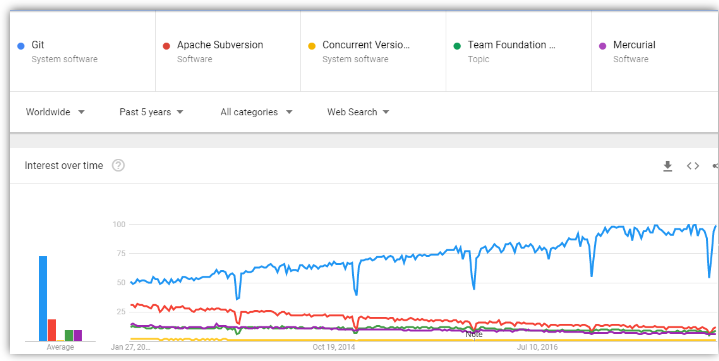 Git
System software
Apache Subversion
Software
Concurrent Versio...
System software
Team Foundation ...
Topic
Mercurial
Software
Worldwide
Past 5 years
All categories
Web Search
Interest over time
?
100
75
50
25
Average
Jan 27, 20...
Oct 19, 2014
Jul 10, 2016
Note